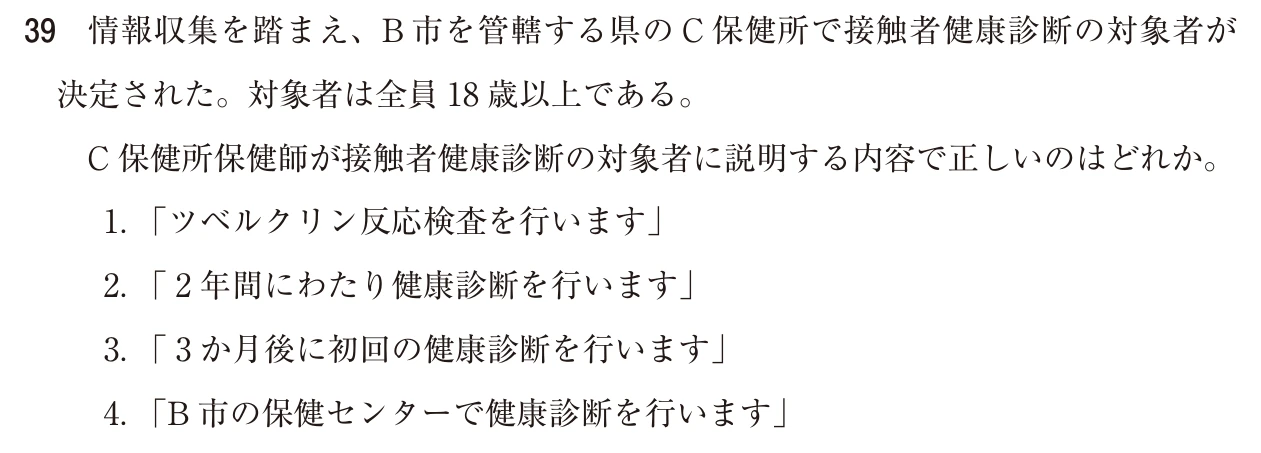 39 情報収集を踏まえ、B 市を管轄する県の C 保健所で接触者健康診断の対象者が
決定された。対象者は全員 18 歳以上である。
C 保健所保健師が接触者健康診断の対象者に説明する内容で正しいのはどれか。
1. 「ツベルクリン反応検査を行います」
2. 「 2 年間にわたり健康診断を行います」
3. 「 3 か月後に初回の健康診断を行います」
4. 「B 市の保健センターで健康診断を行います」